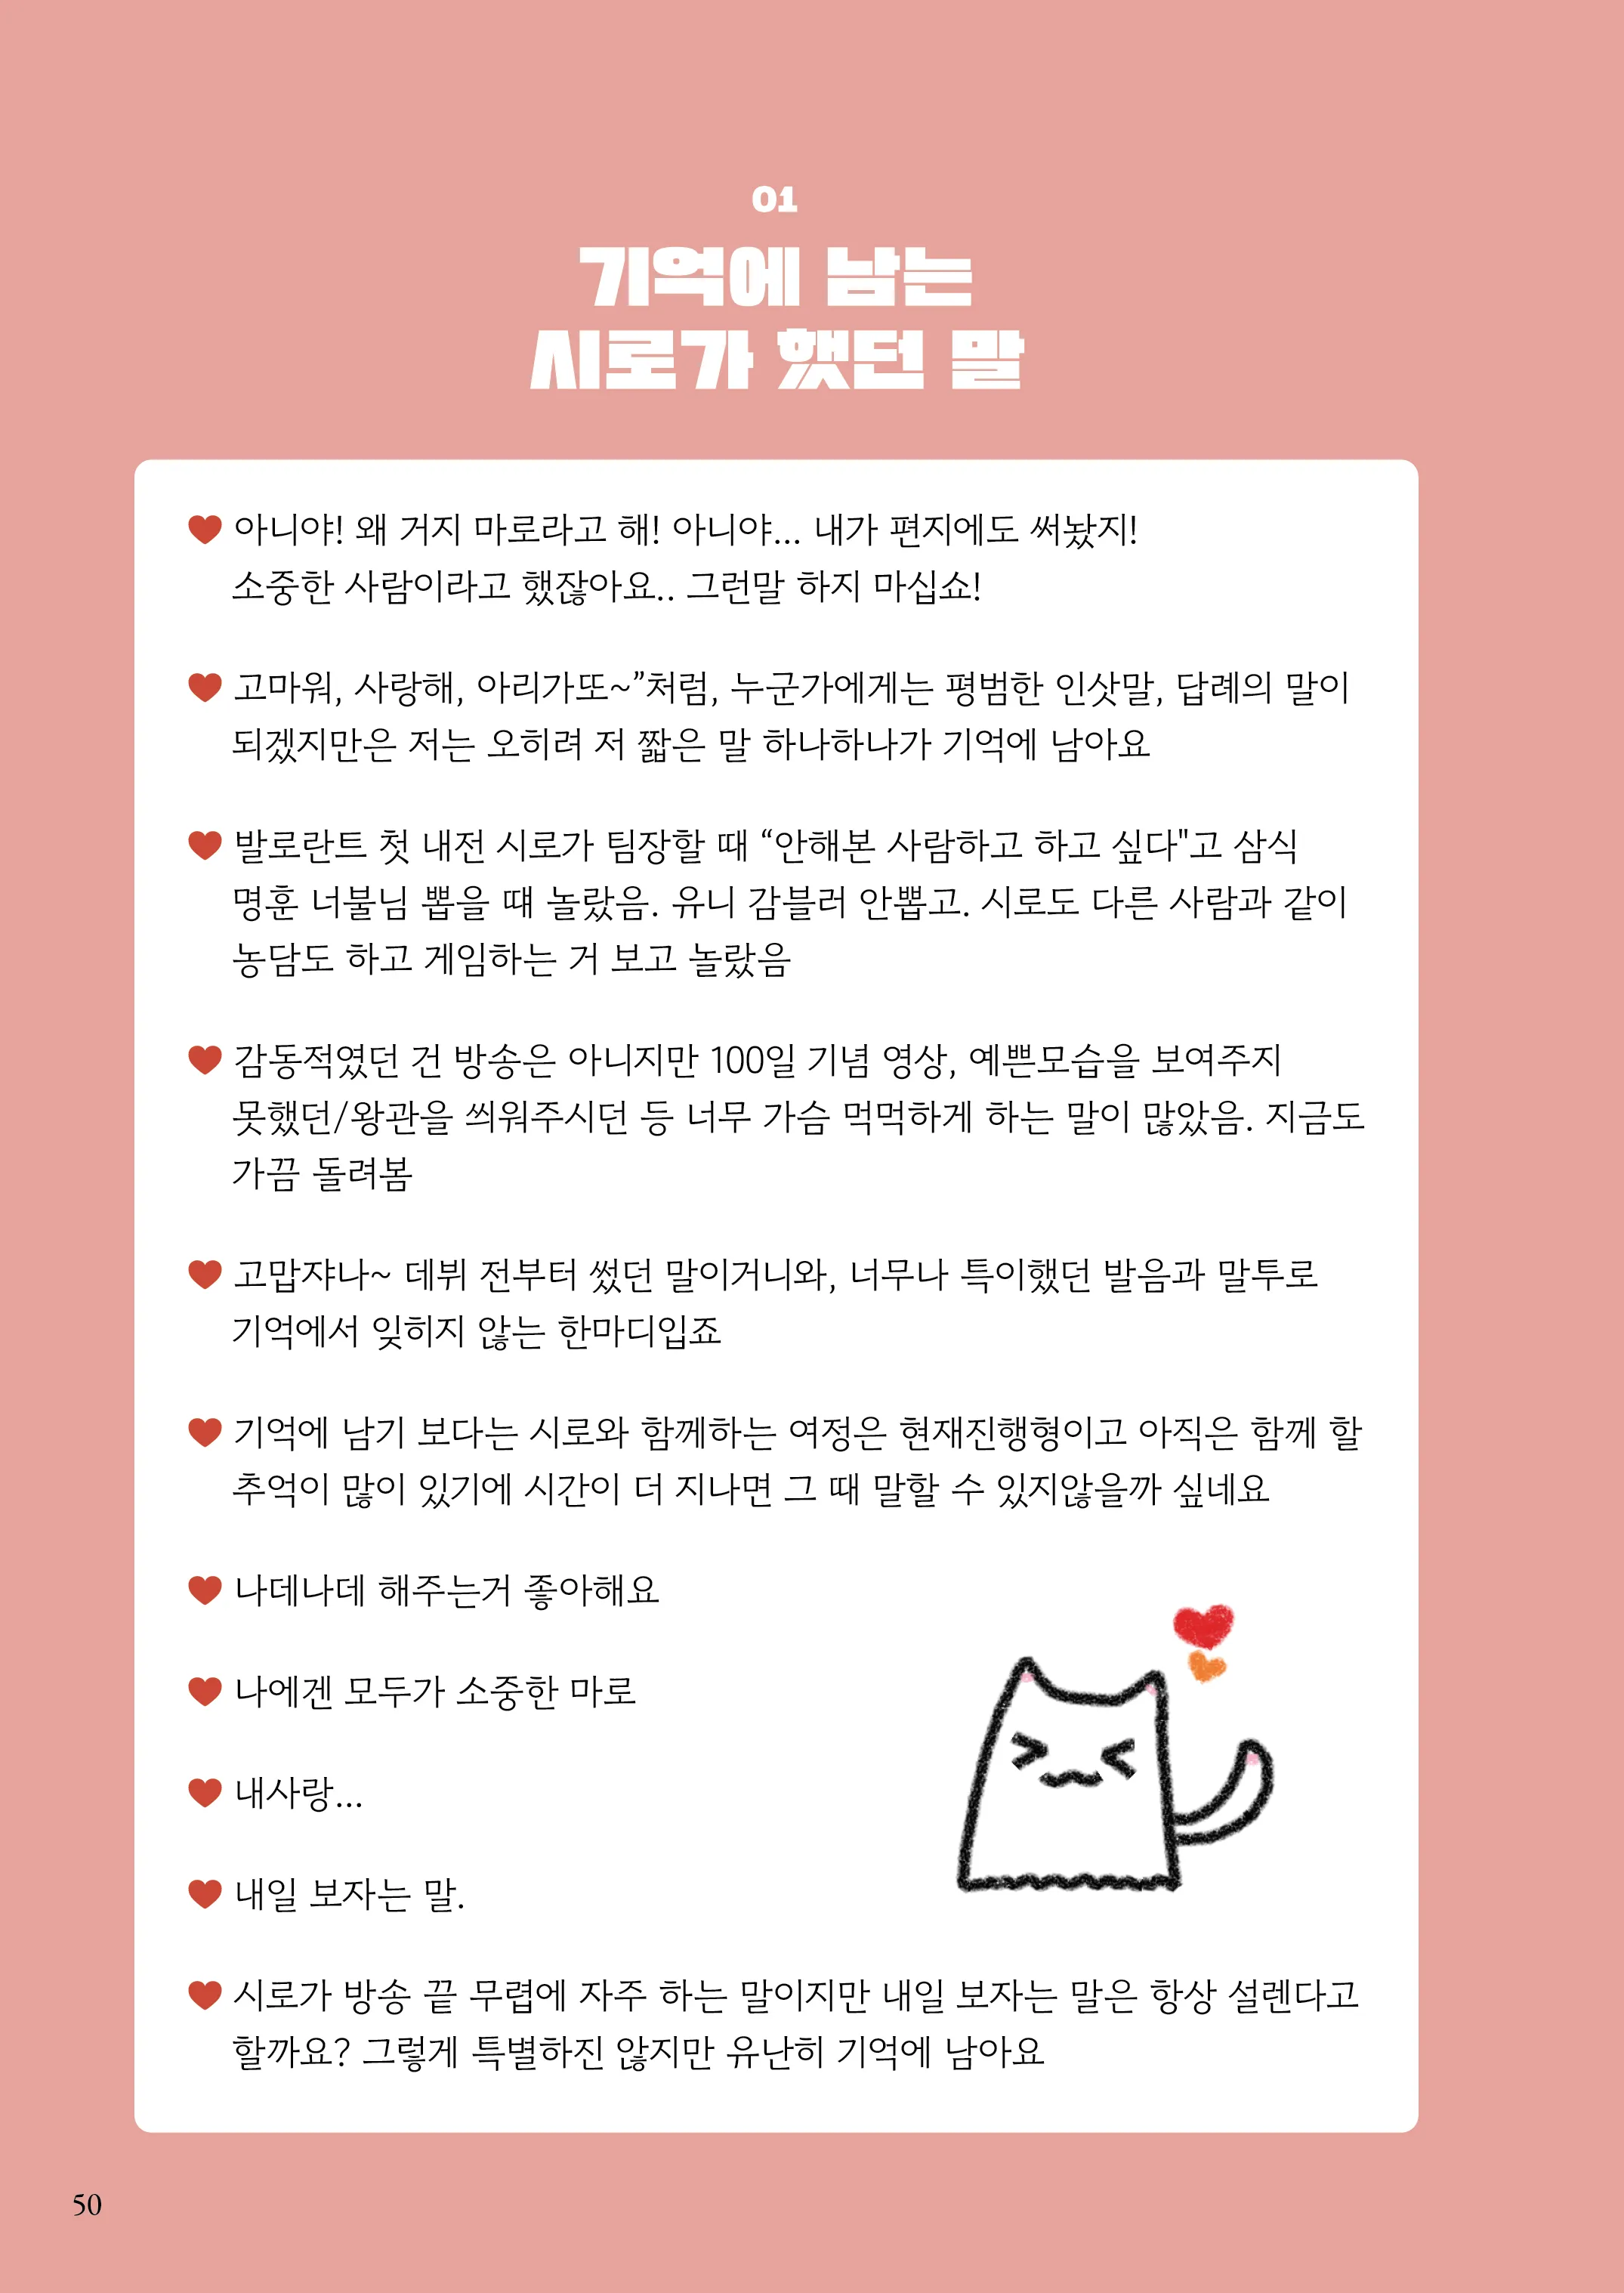 01
기억에 남는
시로가 했던 말
아니야! 왜 거지 마로라고 해! 아니야... 내가 편지에도 써놨지!
소중한 사람이라고 했잖아요.. 그런말 하지 마십쇼!
고마워, 사랑해, 아리가또~”처럼, 누군가에게는 평범한 인삿말, 답례의 말이
되겠지만은 저는 오히려 저 짧은 말 하나하나가 기억에 남아요
발로란트 첫 내전 시로가 팀장할 때 “안해본 사람하고 하고 싶다"고 삼식
명훈 너불님 뽑을 떄 놀랐음. 유니 감블러 안뽑고. 시로도 다른 사람과 같이
농담도 하고 게임하는 거 보고 놀랐음
감동적였던 건 방송은 아니지만 100일 기념 영상, 예쁜모습을 보여주지
못했던/왕관을 씌워주시던 등 너무 가슴 먹먹하게 하는 말이 많았음. 지금도
가끔 돌려봄
고맙쟈나~ 데뷔 전부터 썼던 말이거니와, 너무나 특이했던 발음과 말투로
기억에서 잊히지 않는 한마디입죠
기억에 남기 보다는 시로와 함께하는 여정은 현재진행형이고 아직은 함께 할
추억이 많이 있기에 시간이 더 지나면 그 때 말할 수 있지않을까 싶네요
나데나데 해주는거 좋아해요
나에겐 모두가 소중한 마로
내사랑...
내일 보자는 말.
시로가 방송 끝 무렵에 자주 하는 말이지만 내일 보자는 말은 항상 설렌다고
할까요? 그렇게 특별하진 않지만 유난히 기억에 남아요
50